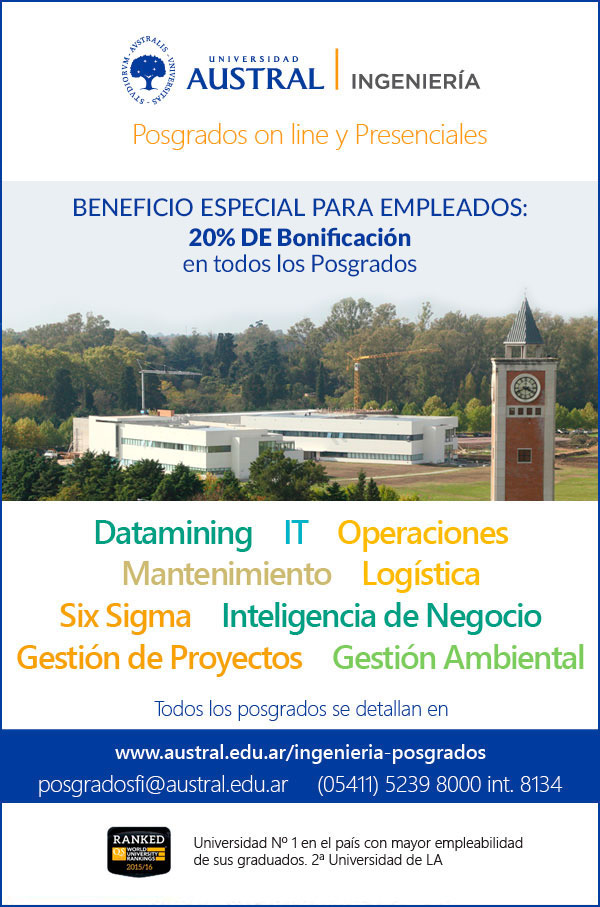 UNIVERSIDAD
AUSTRAL
INGENIERÍA
STVDIORVM · AVSTRALIS · VNIVERSITAS
Posgrados on line y Presenciales
BENEFICIO ESPECIAL PARA EMPLEADOS:
20% DE Bonificación
en todos los Posgrados
Datamining IT Operaciones
Mantenimiento Logística
Six Sigma Inteligencia de Negocio
Gestión de Proyectos Gestión Ambiental
Todos los posgrados se detallan en
www.austral.edu.ar/ingenieria-posgrados
posgradosfi@austral.edu.ar (05411) 5239 8000 int. 8134
RANKED
QS WORLD
UNIVERSITY
RANKINGS
2015/16
Universidad Nº 1 en el país con mayor empleabilidad
de sus graduados. 2ª Universidad de LA